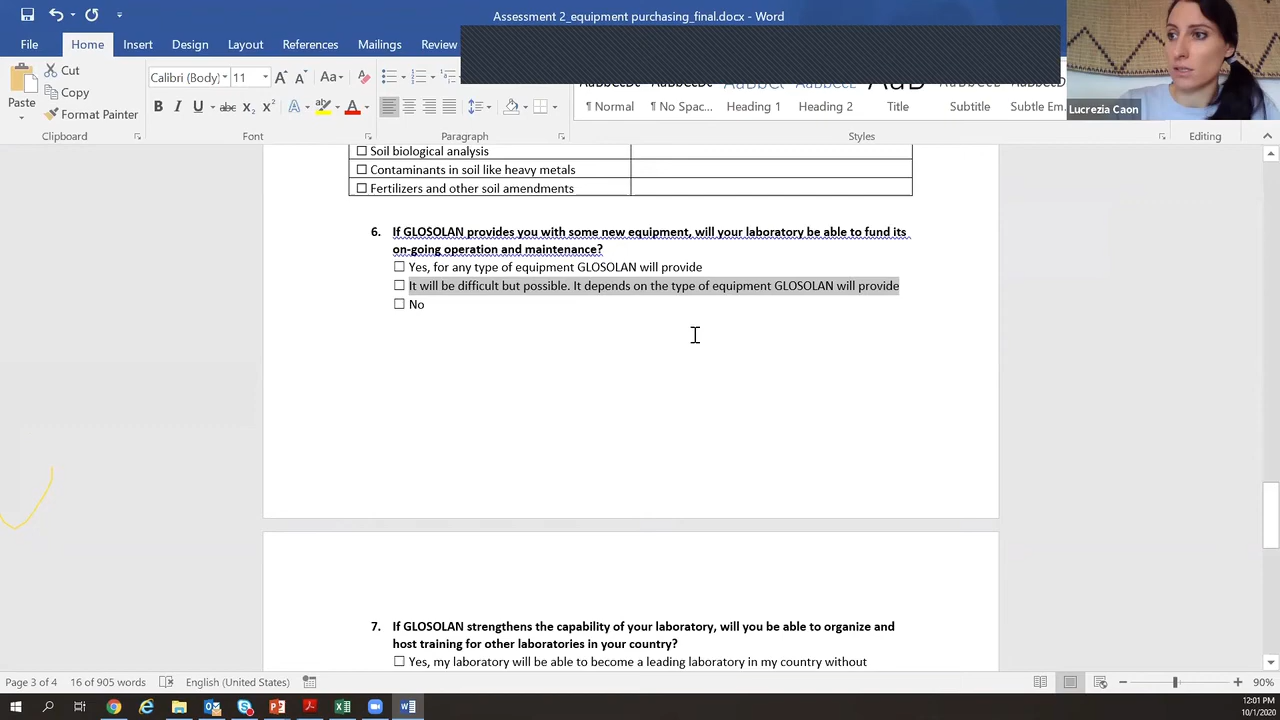 Assessment 2_equipment purchasing_final.docx - Word
File Home Insert Design Layout References Mailings Review
Lucrezia Caon
Paste
Cut
Copy
Format Painter
Calibri (Body) 11
Normal No Spac... Heading 1 Heading 2 Title Subtitle Subtle Em...
Clipboard Font Paragraph Styles Editing
☐ Soil biological analysis
☐ Contaminants in soil like heavy metals
☐ Fertilizers and other soil amendments
6. If GLOSOLAN provides you with some new equipment, will your laboratory be able to fund its
on-going operation and maintenance?
☐ Yes, for any type of equipment GLOSOLAN will provide
☐ It will be difficult but possible. It depends on the type of equipment GLOSOLAN will provide
☐ No
7. If GLOSOLAN strengthens the capability of your laboratory, will you be able to organize and
host training for other laboratories in your country?
☐ Yes, my laboratory will be able to become a leading laboratory in my country without
Page 3 of 4 16 of 905 words English (United States) 90%
12:01 PM
10/1/2020